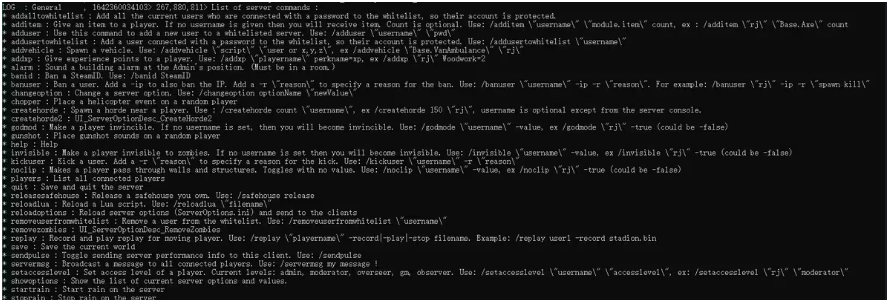 LOG  : General     , 1642360034103> 267,880,811> List of server commands :
* addalltowhitelist : Add all the current users who are connected with a password to the whitelist, so their account is protected.
* additem : Give an item to a player. If no username is given then you will receive item. Count is optional. Use: /additem \"username\" \"module.item\" count, ex : /additem \"rj\" \"Base.Axe\" count
* adduser : Use this command to add a new user to a whitelisted server. Use: /adduser \"username\" \"pwd\"
* addusertowhitelist : Add a user connected with a password to the whitelist, so their account is protected. Use: /addusertowhitelist \"username\"
* addvehicle : Spawn a vehicle. Use: /addvehicle \"script\" \"user or x,y,z\", ex /addvehicle \"Base.VanAmbulance\" \"rj\"
* addxp : Give experience points to a player. Use: /addxp \"playername\" perkname=xp, ex /addxp \"rj\" Woodwork=2
* alarm : Sound a building alarm at the Admin's position. (Must be in a room.)
* banid : Ban a SteamID. Use: /banid SteamID
* banuser : Ban a user. Add a -ip to also ban the IP. Add a -r \"reason\" to specify a reason for the ban. Use: /banuser \"username\" -ip -r \"reason\". For example: /banuser \"rj\" -ip -r \"spawn kill\"
* changeoption : Change a server option. Use: /changeoption optionName \"newValue\"
* chopper : Place a helicopter event on a random player
* createhorde : Spawn a horde near a player. Use : /createhorde count \"username\", ex /createhorde 150 \"rj\", username is optional except from the server console.
* createhorde2 : UI_ServerOptionDesc_CreateHorde2
* godmod : Make a player invincible. If no username is set, then you will become invincible. Use: /godmode \"username\" -value, ex /godmode \"rj\" -true (could be -false)
* gunshot : Place gunshot sounds on a random player
* help : Help
* invisible : Make a player invisible to zombies. If no username is set then you will become invisible. Use: /invisible \"username\" -value, ex /invisible \"rj\" -true (could be -false)
* kickuser : Kick a user. Add a -r \"reason\" to specify a reason for the kick. Use: /kickuser \"username\" -r \"reason\"
* noclip : Makes a player pass through walls and structures. Toggles with no value. Use: /noclip \"username\" -value, ex /noclip \"rj\" -true (could be -false)
* players : List all connected players
* quit : Save and quit the server
* releasesafehouse : Release a safehouse you own. Use: /safehouse release
* reloadlua : Reload a Lua script. Use: /reloadlua \"filename\"
* reloadoptions : Reload server options (ServerOptions.ini) and send to the clients
* removeuserfromwhitelist : Remove a user from the whitelist. Use: /removeuserfromwhitelist \"username\"
* removezombies : UI_ServerOptionDesc_RemoveZombies
* replay : Record and play replay for moving player. Use: /replay \"playername\" -record|-play|-stop filename. Example: /replay user1 -record stadion.bin
* save : Save the current world
* sendpulse : Toggle sending server performance info to this client. Use: /sendpulse
* servermsg : Broadcast a message to all connected players. Use: /servermsg my message !
* setaccesslevel : Set access level of a player. Current levels: admin, moderator, overseer, gm, observer. Use: /setaccesslevel \"username\" \"accesslevel\", ex: /setaccesslevel \"rj\" \"moderator\"
* showoptions : Show the list of current server options and values.
* startrain : Start rain on the server
* stoprain : Stop rain on the server